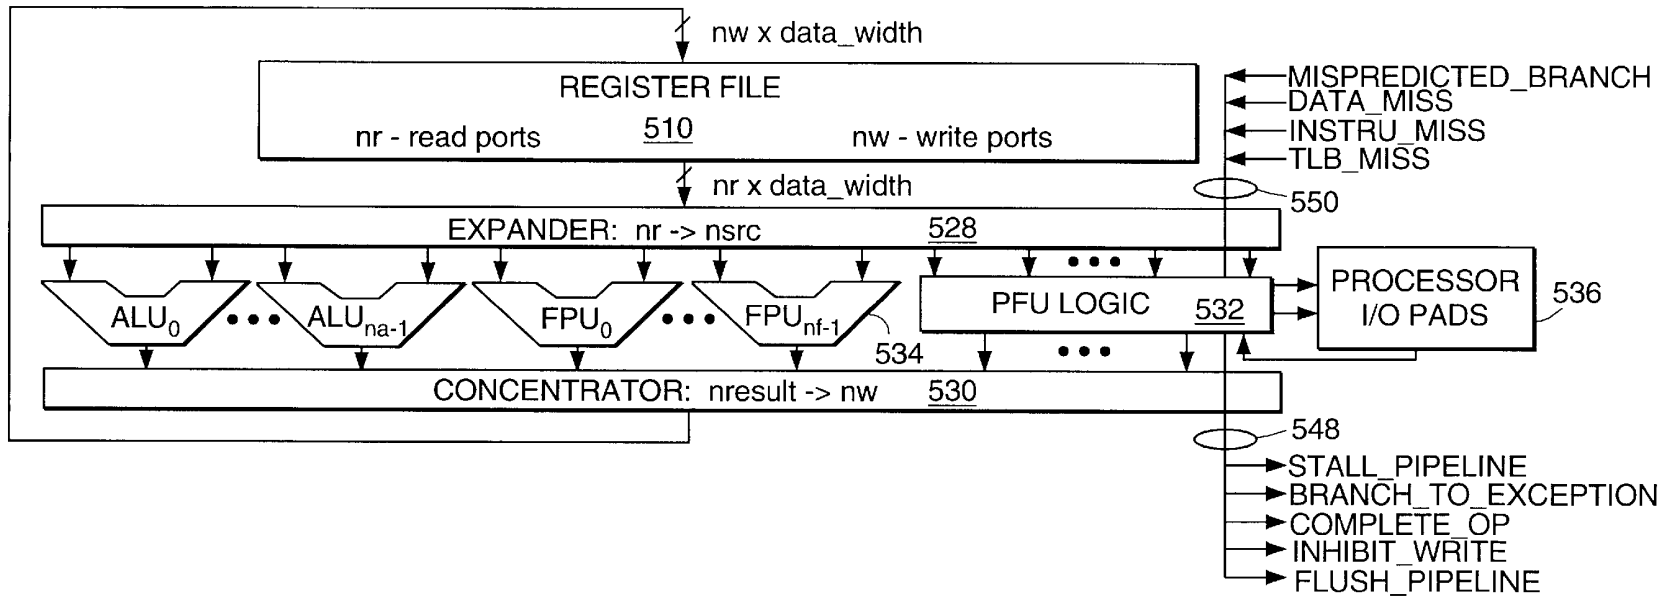 nw x data_width
REGISTER FILE
nr - read ports 510 nw - write ports
MISPREDICTED_BRANCH
DATA_MISS
INSTRU_MISS
TLB_MISS
nr x data_width
550
EXPANDER: nr -> nsrc 528
ALU0 ALUna-1 FPU0 FPUnf-1
PFU LOGIC 532
PROCESSOR
I/O PADS
536
534
CONCENTRATOR: nresult -> nw 530
548
STALL_PIPELINE
BRANCH_TO_EXCEPTION
COMPLETE_OP
INHIBIT_WRITE
FLUSH_PIPELINE